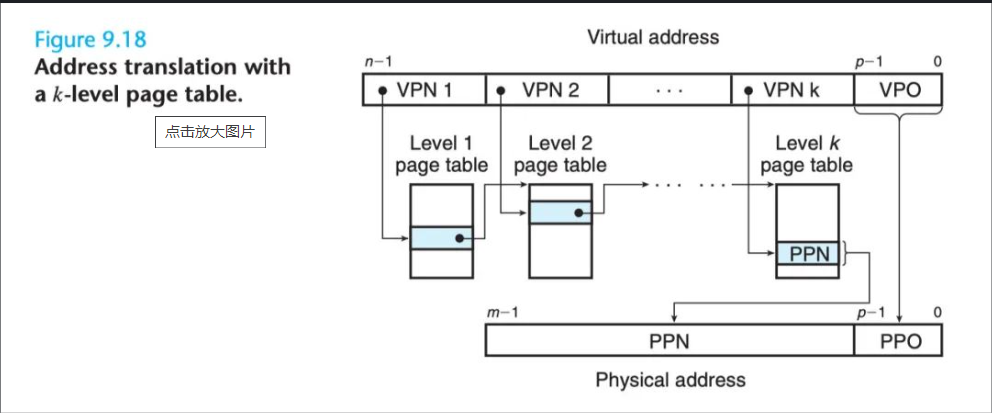 Figure 9.18
Address translation with
a k-level page table.
点击放大图片
Virtual address
n–1
p–1
0
VPN 1
VPN 2
...
VPN k
VPO
Level 1
page table
Level 2
page table
Level k
page table
... ...
PPN
m–1
p–1
0
PPN
PPO
Physical address